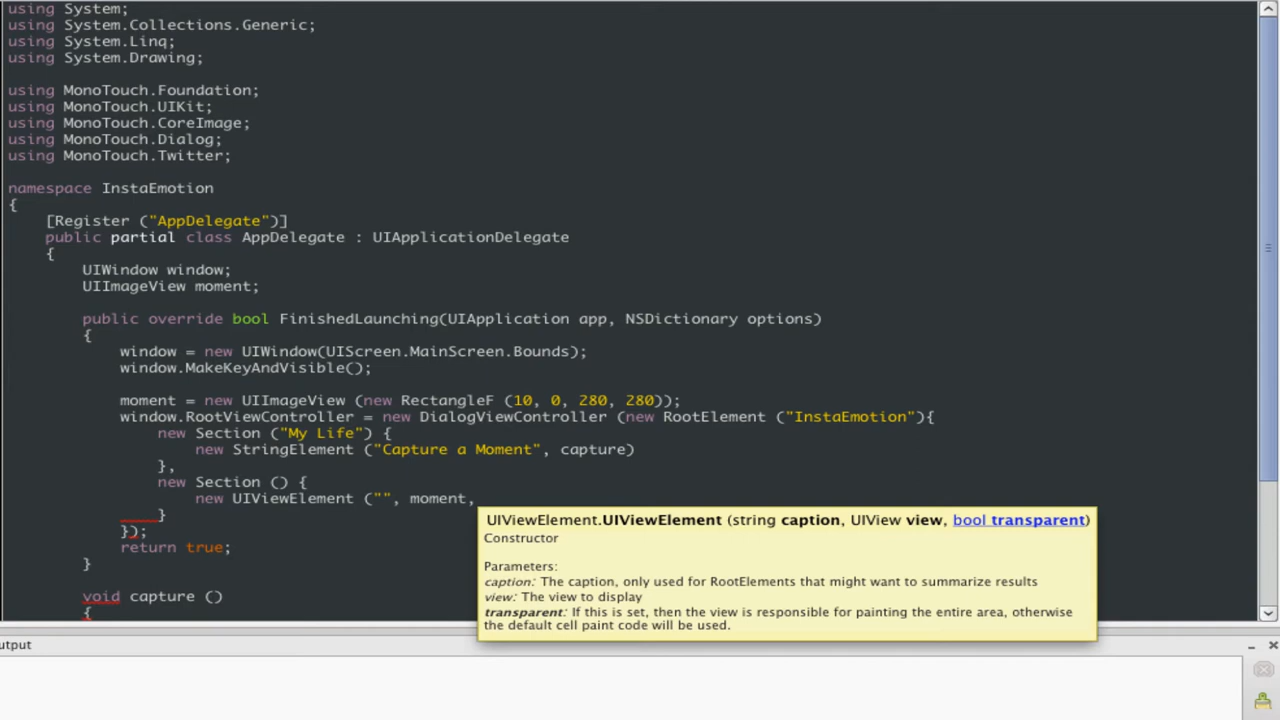 using System;
using System.Collections.Generic;
using System.Linq;
using System.Drawing;
using MonoTouch.Foundation;
using MonoTouch.UIKit;
using MonoTouch.CoreImage;
using MonoTouch.Dialog;
using MonoTouch.Twitter;
namespace InstaEmotion
{
[Register ("AppDelegate")]
public partial class AppDelegate : UIApplicationDelegate
{
UIWindow window;
UIImageView moment;
public override bool FinishedLaunching(UIApplication app, NSDictionary options)
{
window = new UIWindow(UIScreen.MainScreen.Bounds);
window.MakeKeyAndVisible();
moment = new UIImageView (new RectangleF (10, 0, 280, 280));
window.RootViewController = new DialogViewController (new RootElement ("InstaEmotion"){
new Section ("My Life") {
new StringElement ("Capture a Moment", capture)
},
new Section () {
new UIViewElement ("", moment,
}
});
return true;
}
void capture ()
{
UIViewElement.UIViewElement (string caption, UIView view, bool transparent)
Constructor
Parameters:
caption: The caption, only used for RootElements that might want to summarize results
view: The view to display
transparent: If this is set, then the view is responsible for painting the entire area, otherwise
the default cell paint code will be used.
utput